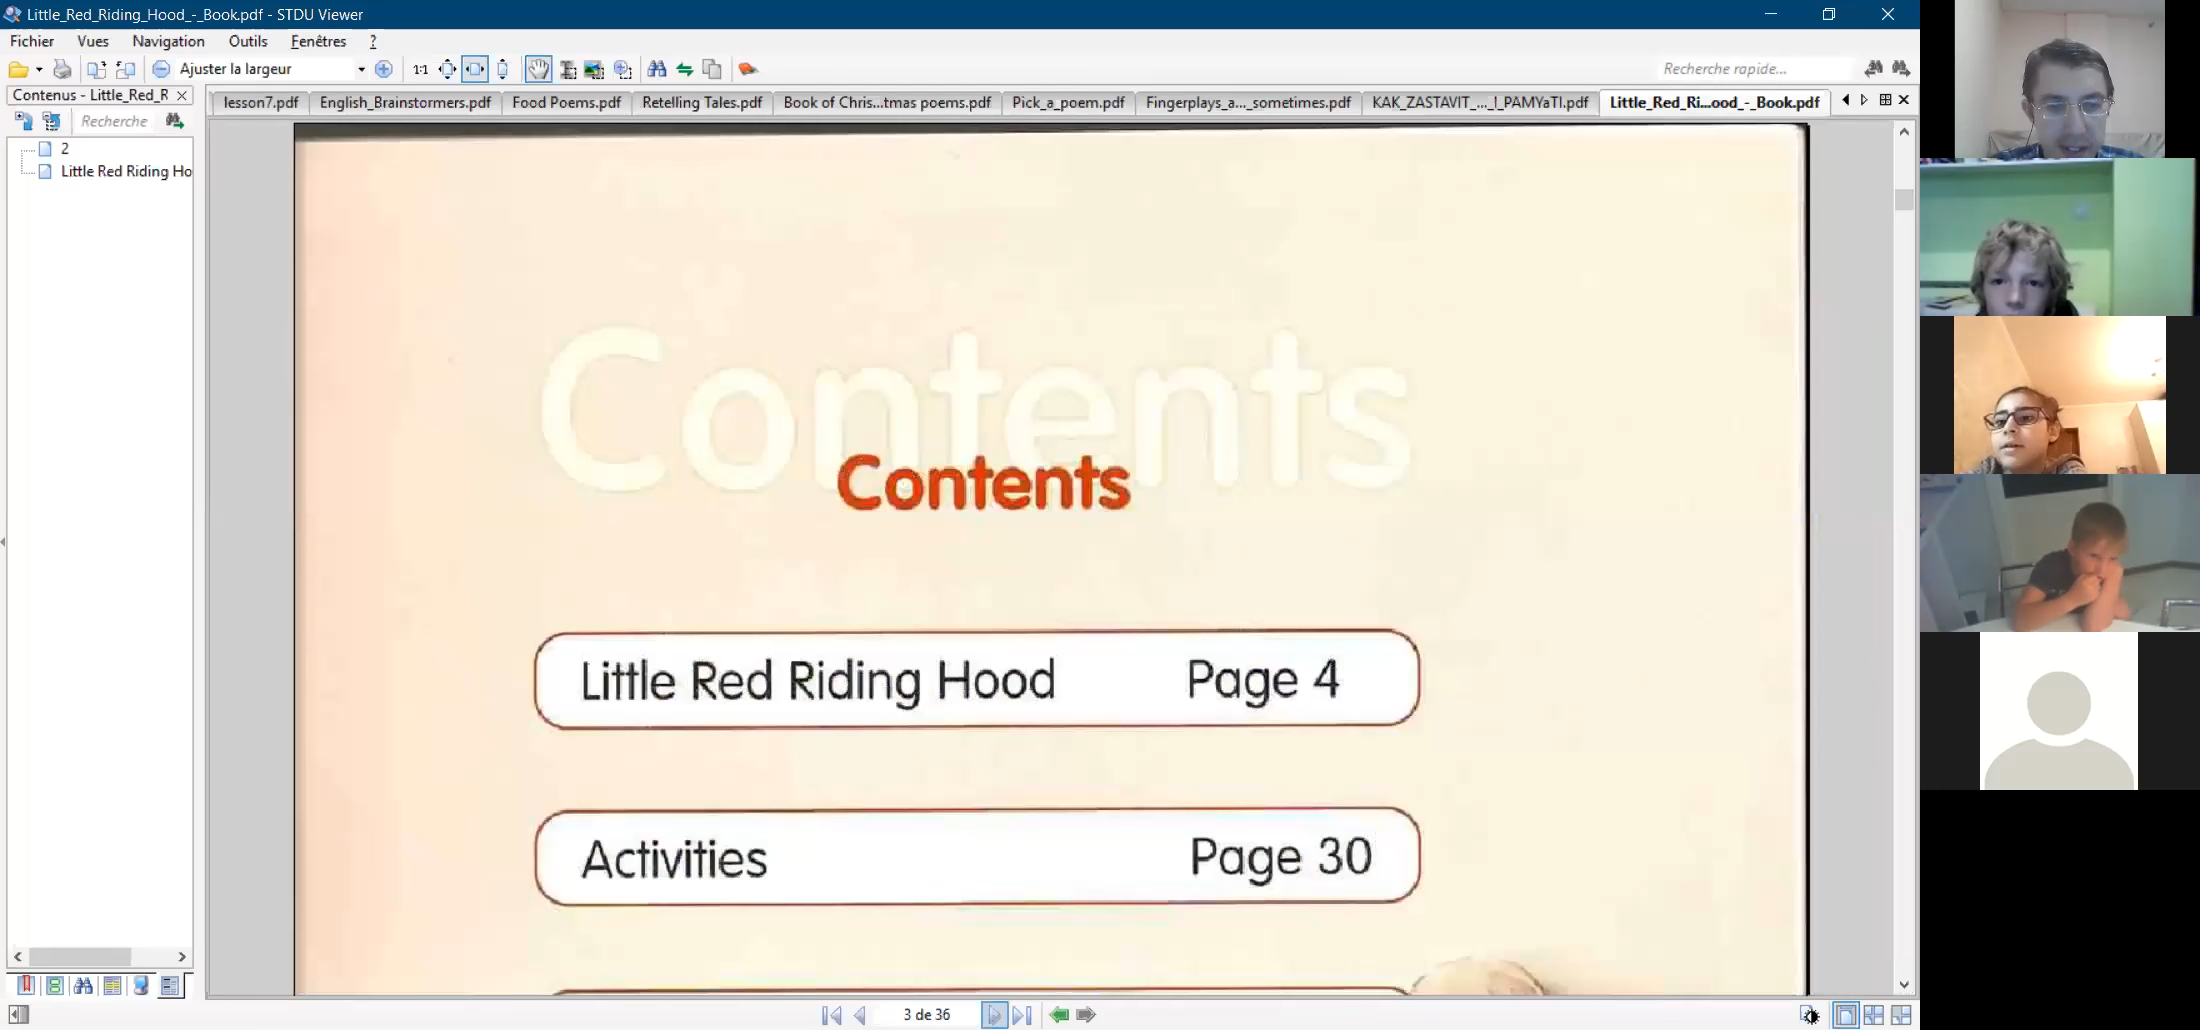 Little_Red_Riding_Hood_-_Book.pdf - STDU Viewer
Fichier Vues Navigation Outils Fenêtres ?
1:1 Ajuster la largeur Recherche rapide...
Contenus - Little_Red_R
lesson7.pdf English_Brainstormers.pdf Food Poems.pdf Retelling Tales.pdf Book of Chris...tmas poems.pdf Pick_a_poem.pdf Fingerplays_a..._sometimes.pdf KAK_ZASTAVIT_..._!_PAMYaTI.pdf Little_Red_Ri...ood_-_Book.pdf
Recherche
2
Little Red Riding Ho
Contents
Contents
Little Red Riding Hood Page 4
Activities Page 30
3 de 36